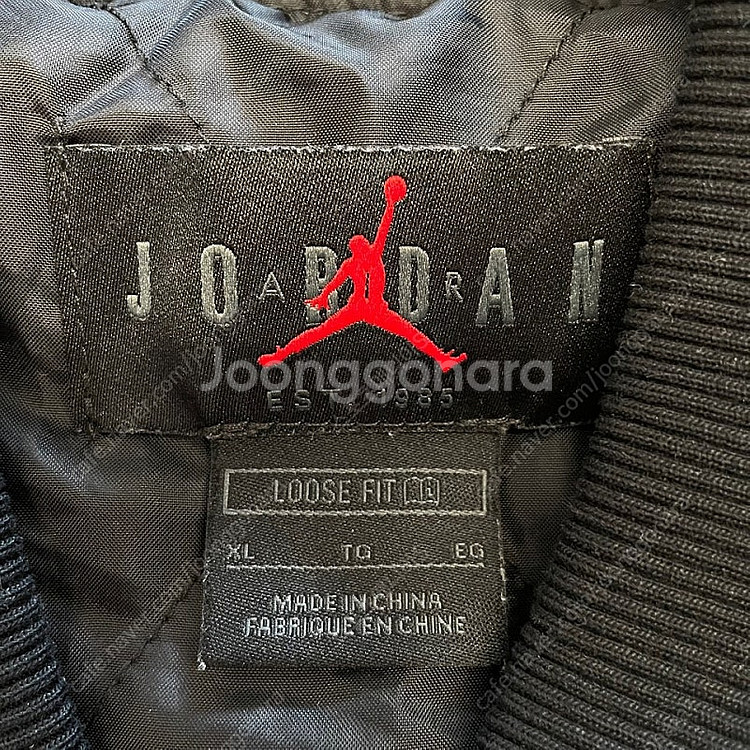 JORDAN
AIR
Joonggonara
EST. 1985
LOOSE FIT
XL TG EG
MADE IN CHINA
FABRIQUE EN CHINE